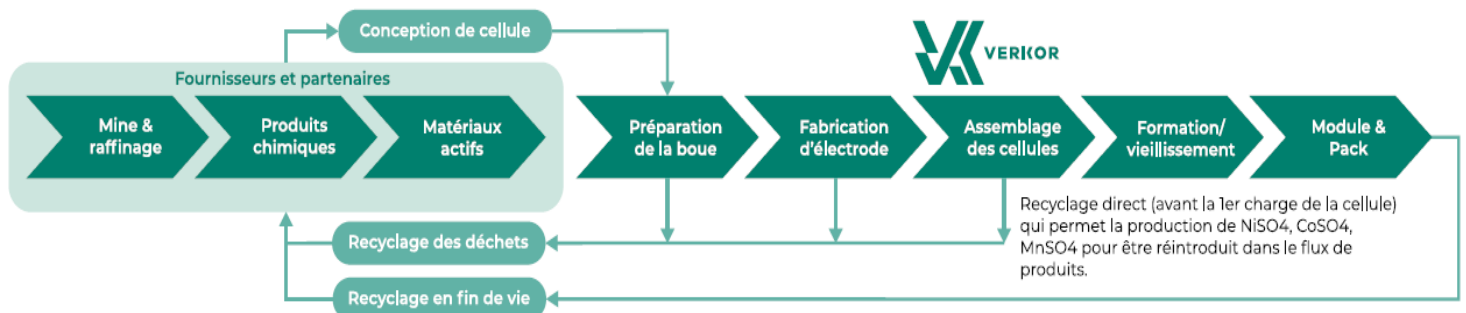 Conception de cellule
VERKOR
Fournisseurs et partenaires
Mine &
raffinage
Produits
chimiques
Matériaux
actifs
Préparation
de la boue
Fabrication
d'électrode
Assemblage
des cellules
Formation/
vieillissement
Module &
Pack
Recyclage direct (avant la 1er charge de la cellule)
qui permet la production de NiSO4, CoSO4,
MnSO4 pour être réintroduit dans le flux de
produits.
Recyclage des déchets
Recyclage en fin de vie